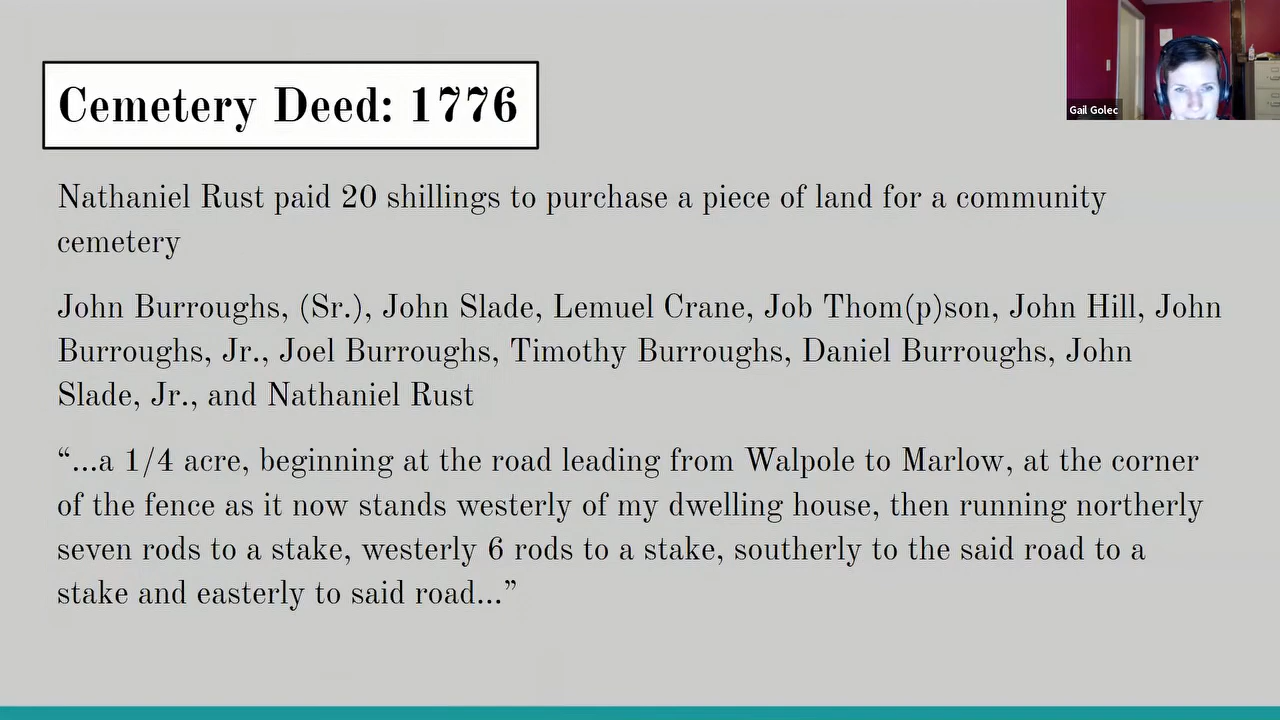 Cemetery Deed: 1776
Gail Golec
Nathaniel Rust paid 20 shillings to purchase a piece of land for a community
cemetery
John Burroughs, (Sr.), John Slade, Lemuel Crane, Job Thom(p)son, John Hill, John
Burroughs, Jr., Joel Burroughs, Timothy Burroughs, Daniel Burroughs, John
Slade, Jr., and Nathaniel Rust
“...a 1/4 acre, beginning at the road leading from Walpole to Marlow, at the corner
of the fence as it now stands westerly of my dwelling house, then running northerly
seven rods to a stake, westerly 6 rods to a stake, southerly to the said road to a
stake and easterly to said road...”